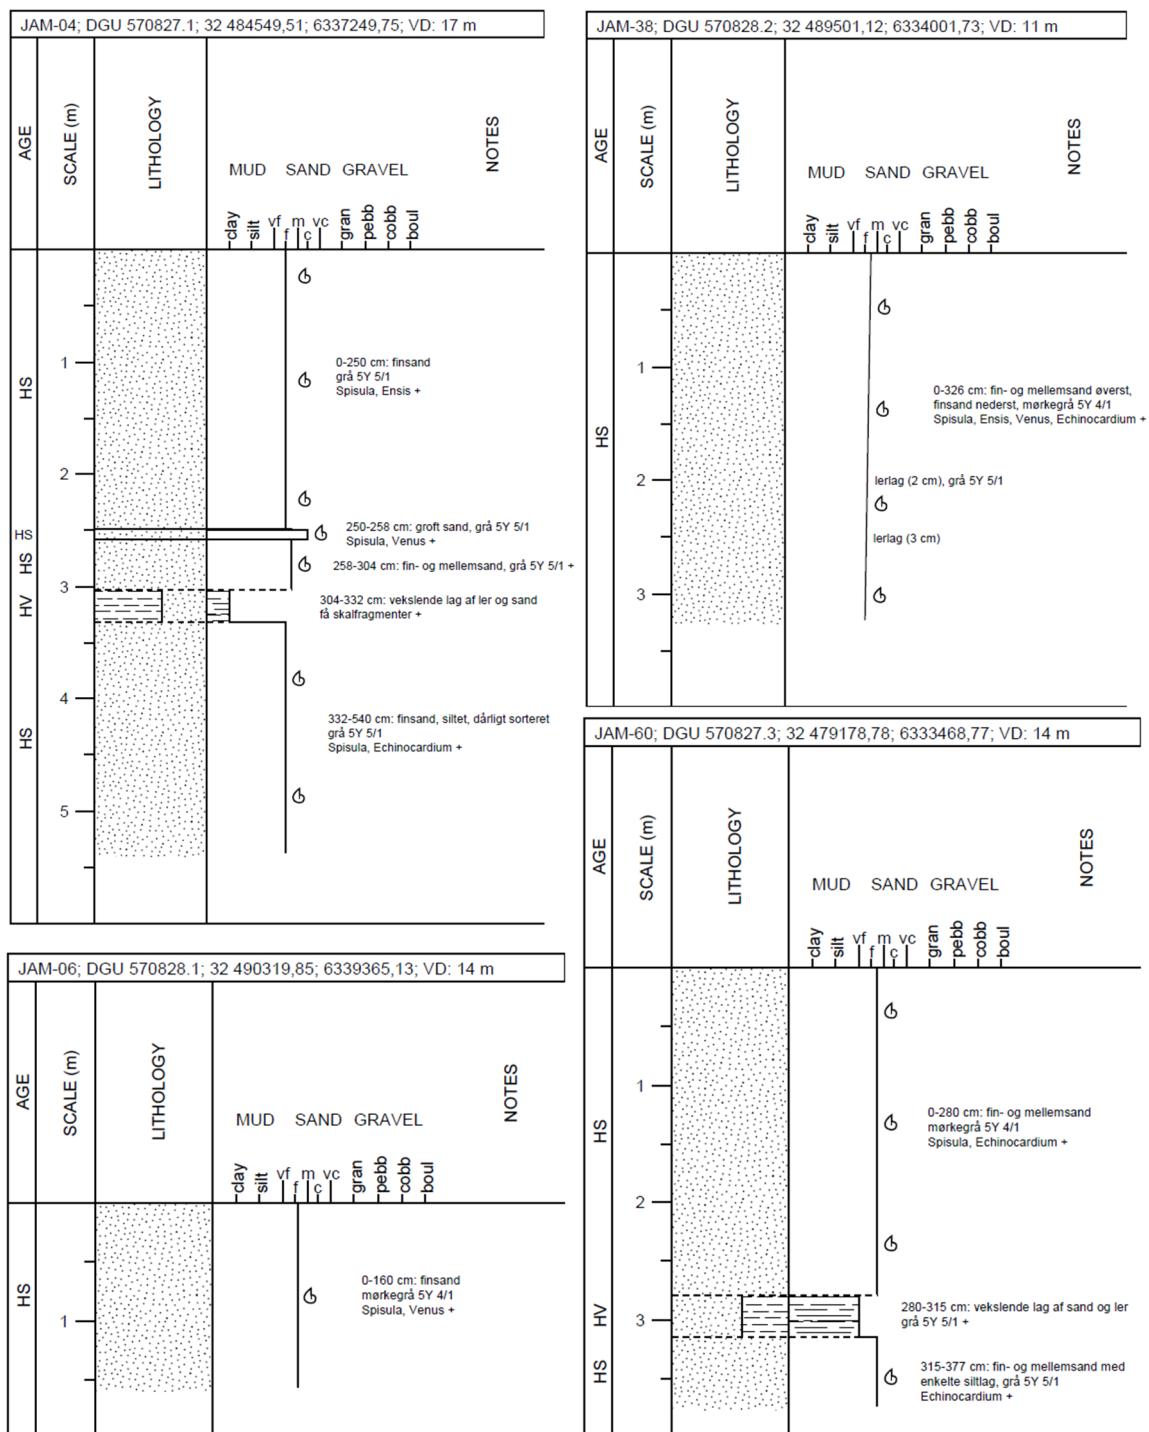 JAM-04; DGU 570827.1; 32 484549,51; 6337249,75; VD: 17 m
AGE
SCALE (m)
LITHOLOGY
MUD SAND GRAVEL
NOTES
clay silt vf f m c vc gran pebb cobb boul
HS
1
0-250 cm: finsand
grå 5Y 5/1
Spisula, Ensis +
2
HS
250-258 cm: groft sand, grå 5Y 5/1
Spisula, Venus +
HS
258-304 cm: fin- og mellemsand, grå 5Y 5/1 +
3
HV
304-332 cm: vekslende lag af ler og sand
få skalfragmenter +
4
HS
332-540 cm: finsand, siltet, dårligt sorteret
grå 5Y 5/1
Spisula, Echinocardium +
5
JAM-06; DGU 570828.1; 32 490319,85; 6339365,13; VD: 14 m
AGE
SCALE (m)
LITHOLOGY
MUD SAND GRAVEL
NOTES
clay silt vf f m c vc gran pebb cobb boul
HS
0-160 cm: finsand
mørkegrå 5Y 4/1
Spisula, Venus +
1
JAM-38; DGU 570828.2; 32 489501,12; 6334001,73; VD: 11 m
AGE
SCALE (m)
LITHOLOGY
MUD SAND GRAVEL
NOTES
clay silt vf f m c vc gran pebb cobb boul
1
0-326 cm: fin- og mellemsand øverst,
finsand nederst, mørkegrå 5Y 4/1
Spisula, Ensis, Venus, Echinocardium +
HS
2
lerlag (2 cm), grå 5Y 5/1
lerlag (3 cm)
3
JAM-60; DGU 570827.3; 32 479178,78; 6333468,77; VD: 14 m
AGE
SCALE (m)
LITHOLOGY
MUD SAND GRAVEL
NOTES
clay silt vf f m c vc gran pebb cobb boul
1
HS
0-280 cm: fin- og mellemsand
mørkegrå 5Y 4/1
Spisula, Echinocardium +
2
HV
3
280-315 cm: vekslende lag af sand og ler
grå 5Y 5/1 +
HS
315-377 cm: fin- og mellemsand med
enkelte siltlag, grå 5Y 5/1
Echinocardium +